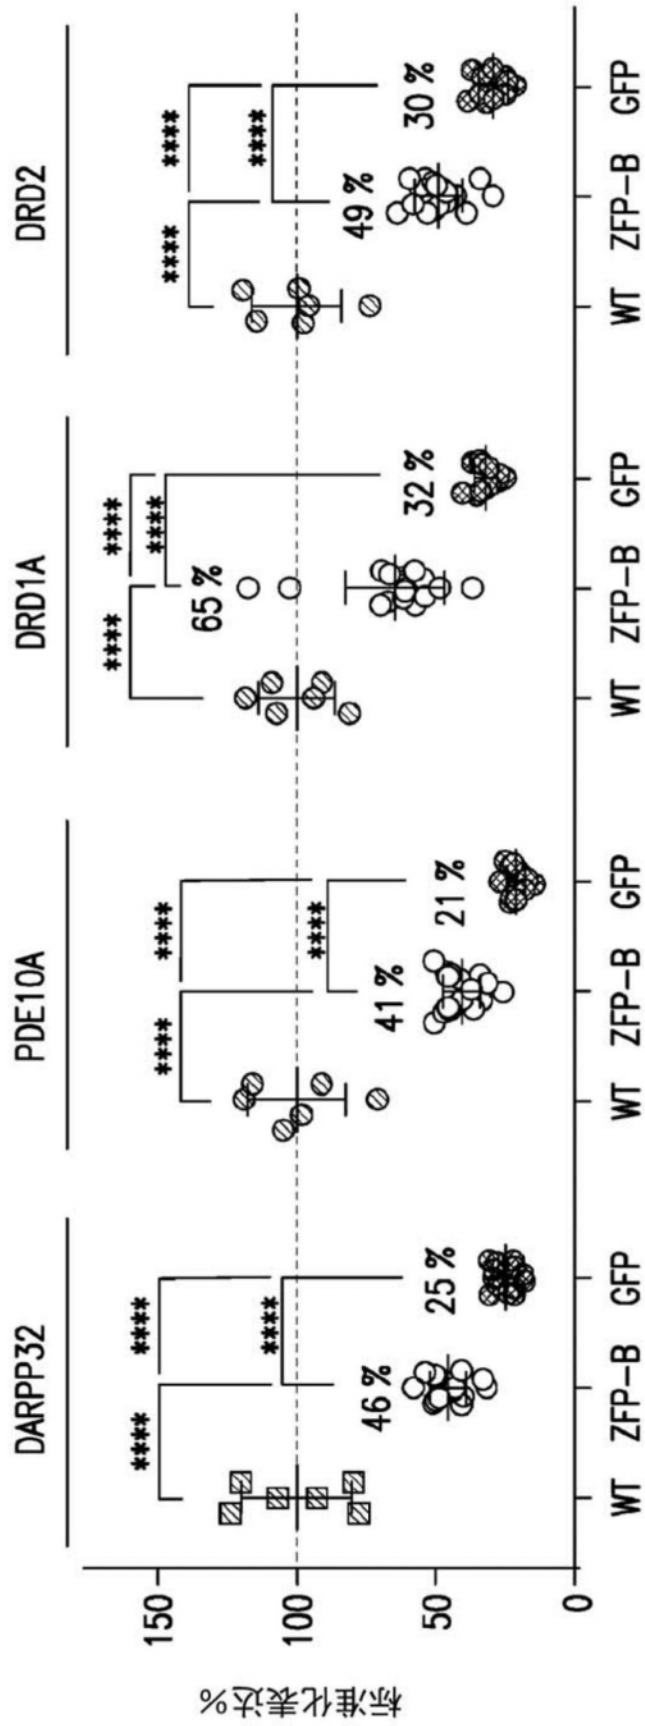 DARPP32
PDE10A
DRD1A
DRD2
标准化表达%
150
100
50
0
****
****
****
46 %
25 %
****
****
****
41 %
21 %
****
****
****
65 %
32 %
****
****
****
49 %
30 %
WT
ZFP-B
GFP
WT
ZFP-B
GFP
WT
ZFP-B
GFP
WT
ZFP-B
GFP